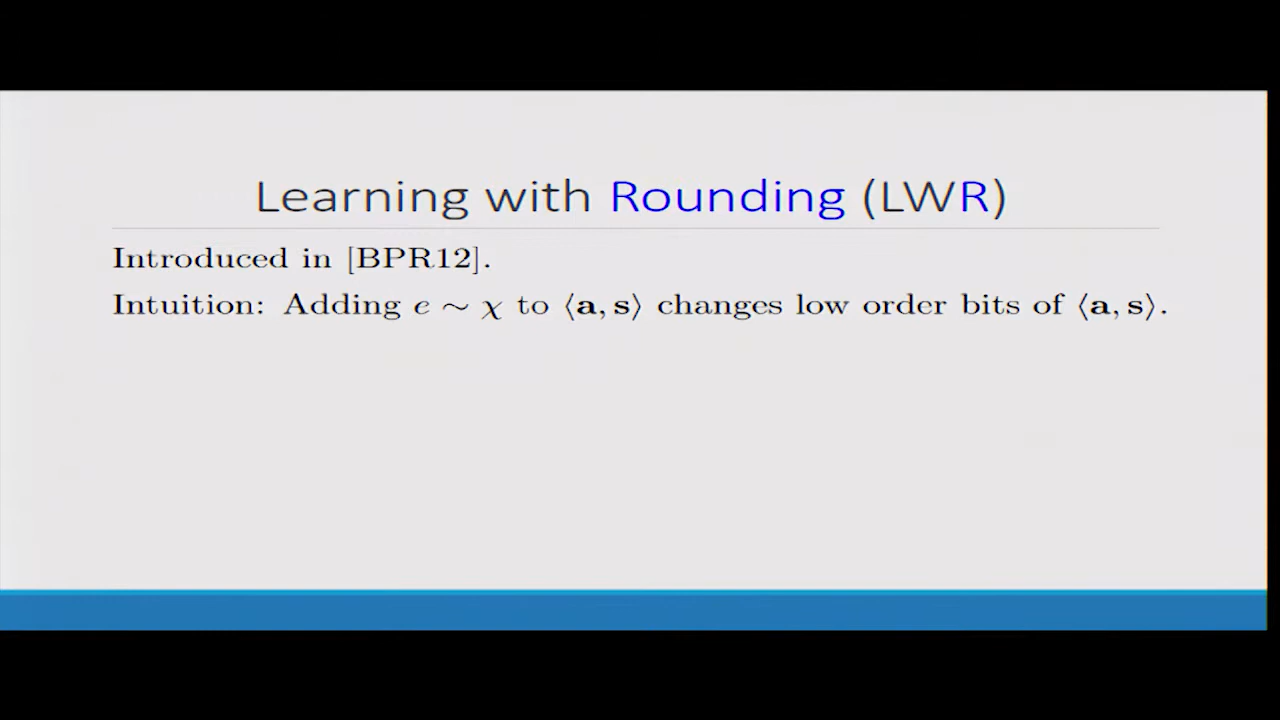 Learning with Rounding (LWR)
Introduced in [BPR12].
Intuition: Adding e ∼ χ to ⟨a, s⟩ changes low order bits of ⟨a, s⟩.